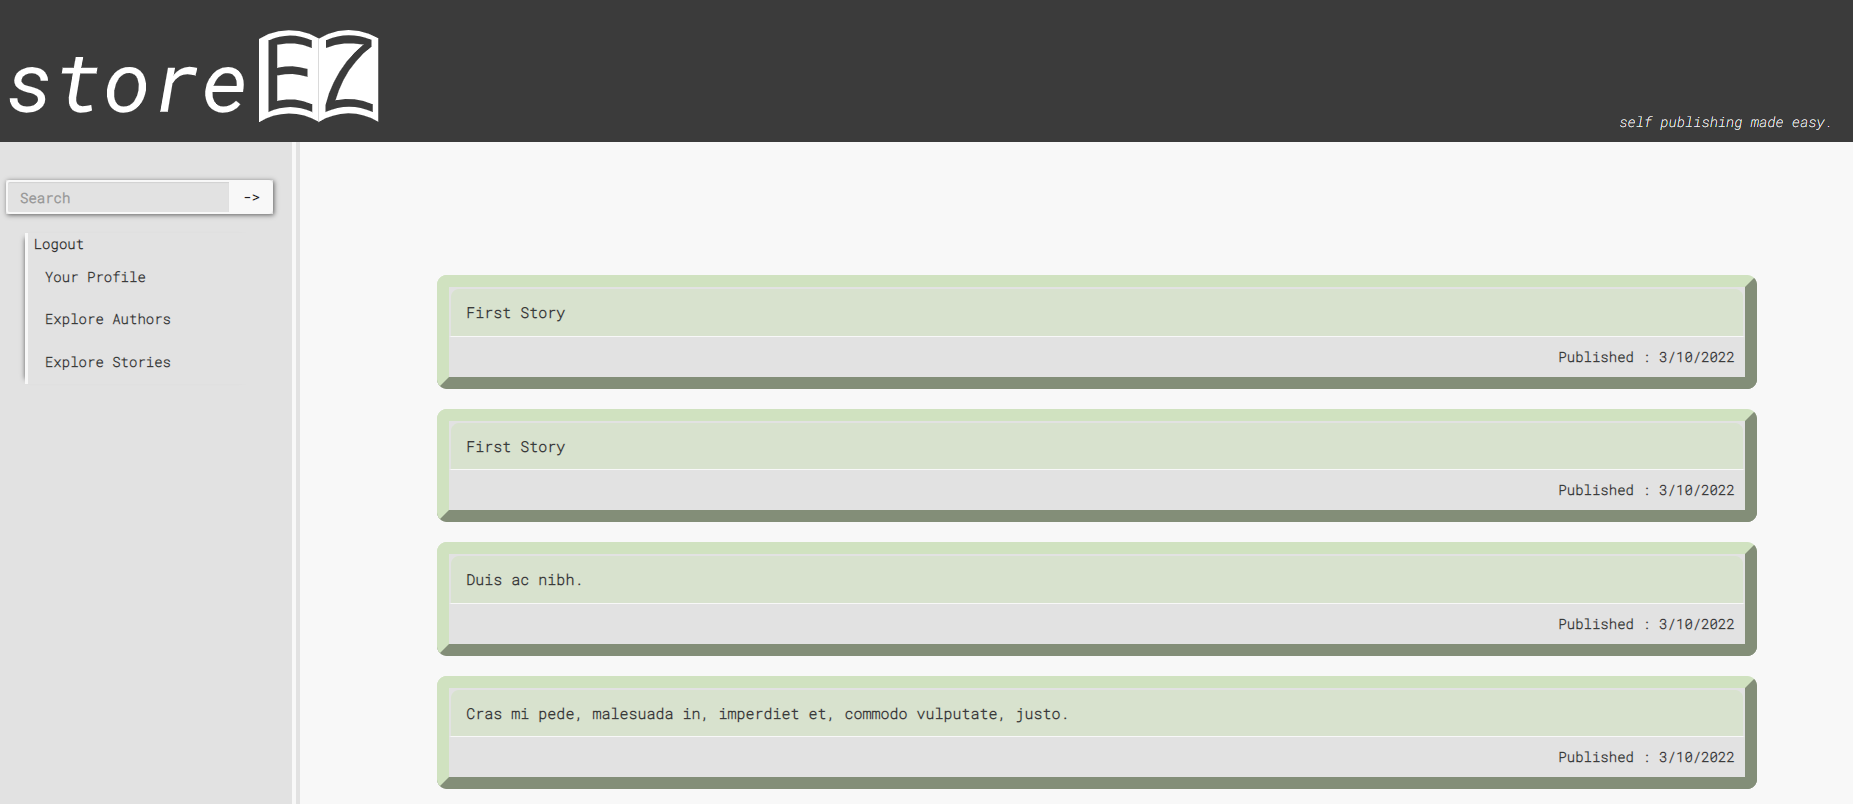 store EZ
self publishing made easy.
Search ->
Logout
Your Profile
Explore Authors
Explore Stories
First Story
Published : 3/10/2022
First Story
Published : 3/10/2022
Duis ac nibh.
Published : 3/10/2022
Cras mi pede, malesuada in, imperdiet et, commodo vulputate, justo.
Published : 3/10/2022